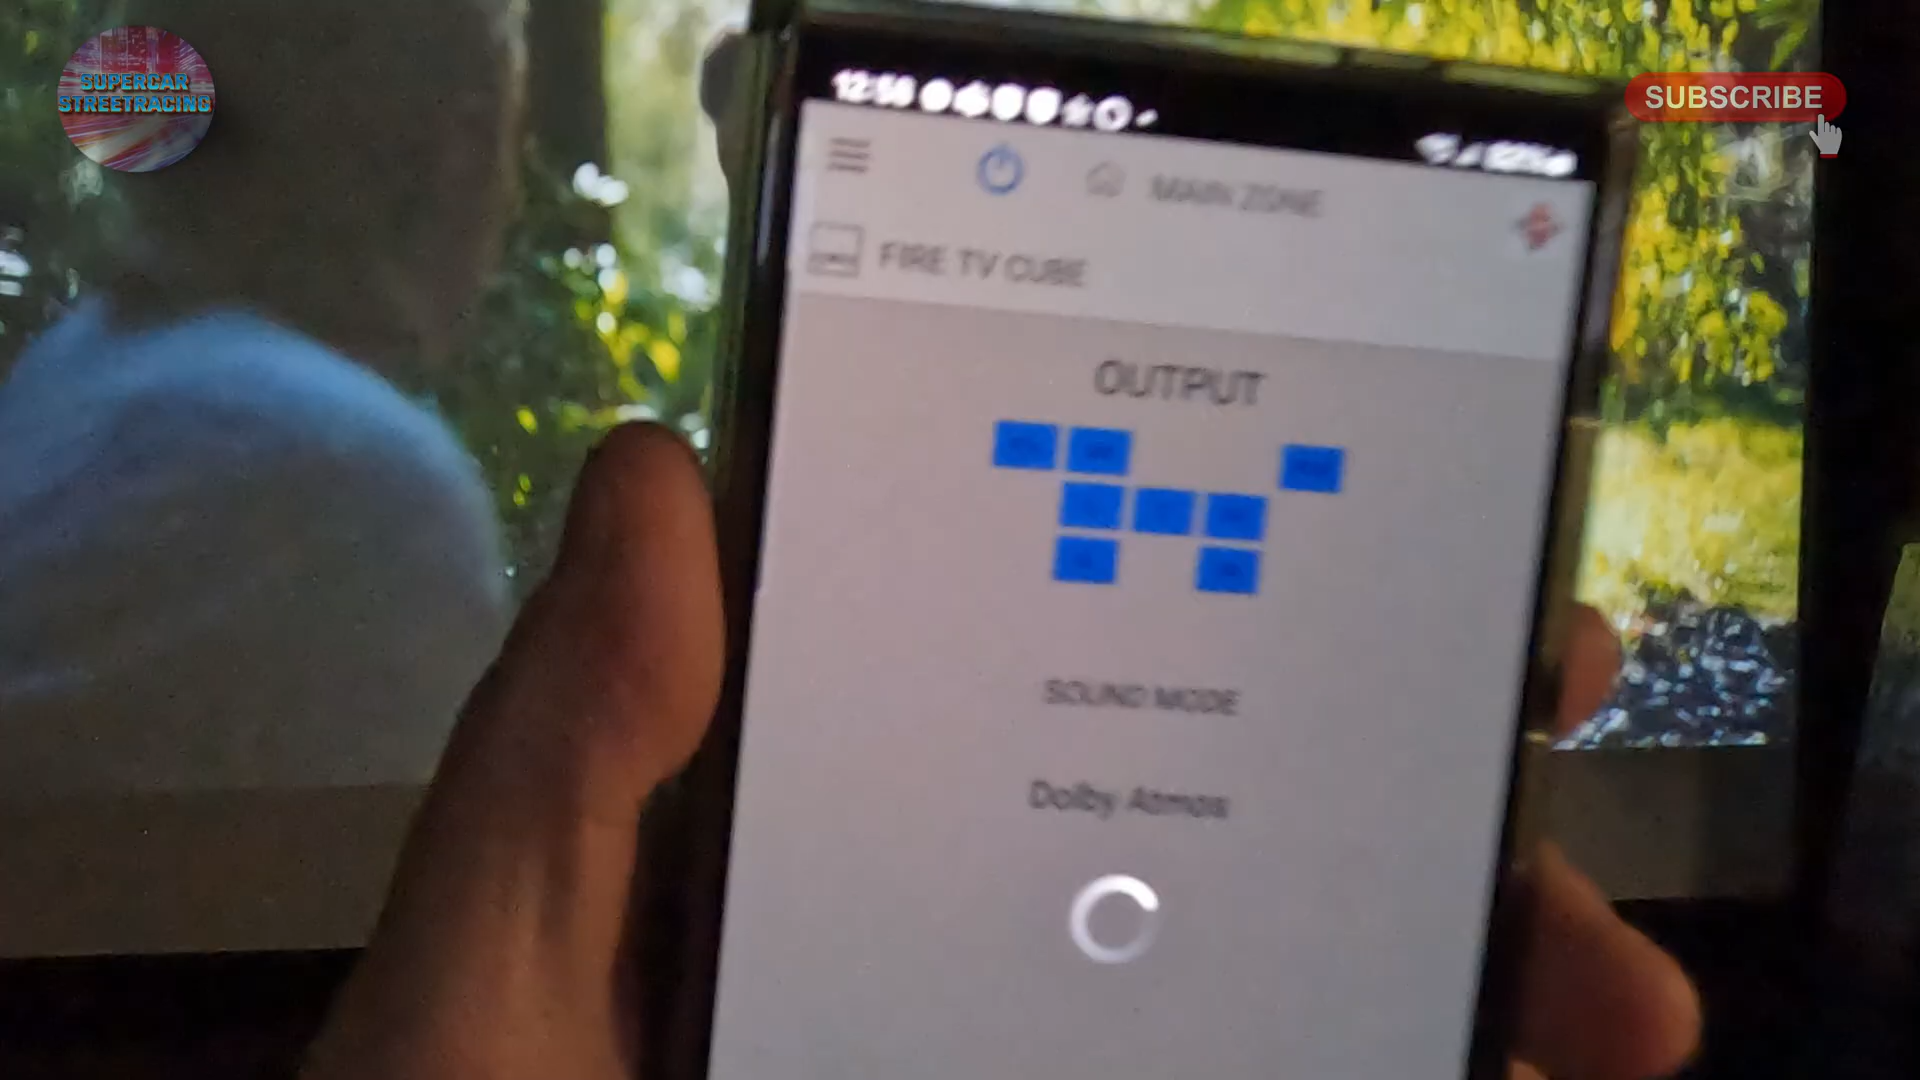 SUPERCAR
STREETRACING
SUBSCRIBE
12:56
MAIN ZONE
FIRE TV CUBE
OUTPUT
SOUND MODE
Dolby Atmos